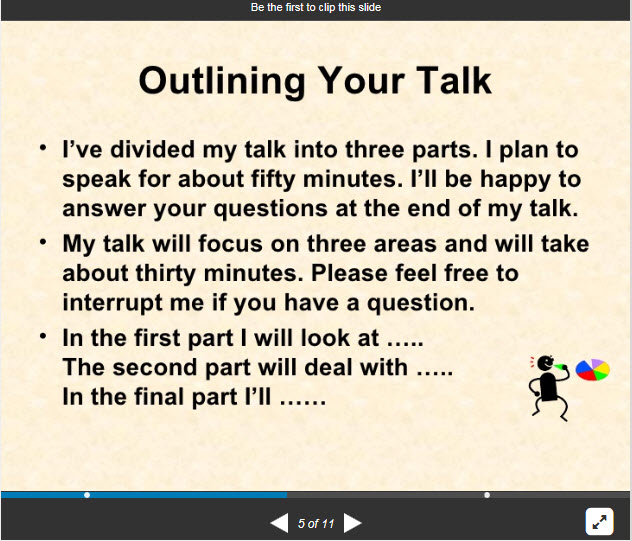 Be the first to clip this slide
Outlining Your Talk
• I’ve divided my talk into three parts. I plan to
speak for about fifty minutes. I’ll be happy to
answer your questions at the end of my talk.
• My talk will focus on three areas and will take
about thirty minutes. Please feel free to
interrupt me if you have a question.
• In the first part I will look at …..
The second part will deal with …..
In the final part I’ll ……
5 of 11